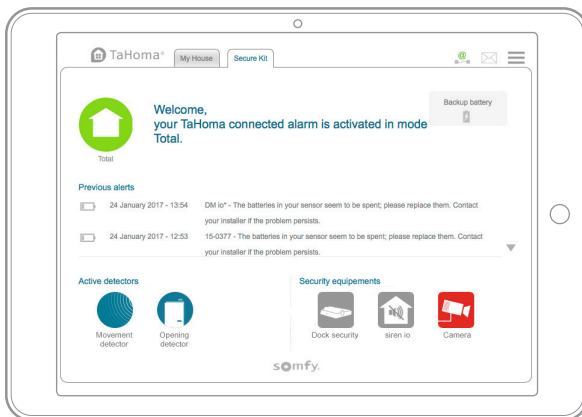 TaHoma®
My House
Secure Kit
@
Backup battery
Welcome,
your TaHoma connected alarm is activated in mode
Total.
Total
Previous alerts
24 January 2017 - 13:54
DM io* - The batteries in your sensor seem to be spent; please replace them. Contact
your installer if the problem persists.
24 January 2017 - 12:53
15-0377 - The batteries in your sensor seem to be spent; please replace them. Contact
your installer if the problem persists.
Active detectors
Movement
detector
Opening
detector
Security equipements
Dock security
siren io
Camera
somfy.